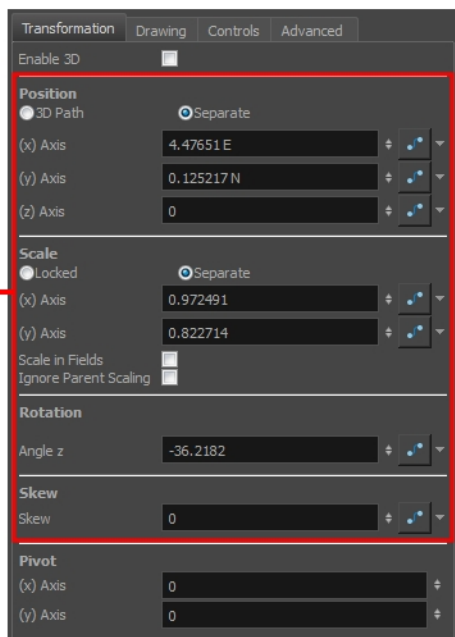 Transformation Drawing Controls Advanced
Enable 3D
Position
3D Path Separate
(x) Axis 4.47651 E
(y) Axis 0.125217 N
(z) Axis 0
Scale
Locked Separate
(x) Axis 0.972491
(y) Axis 0.822714
Scale in Fields
Ignore Parent Scaling
Rotation
Angle z -36.2182
Skew
Skew 0
Pivot
(x) Axis 0
(y) Axis 0